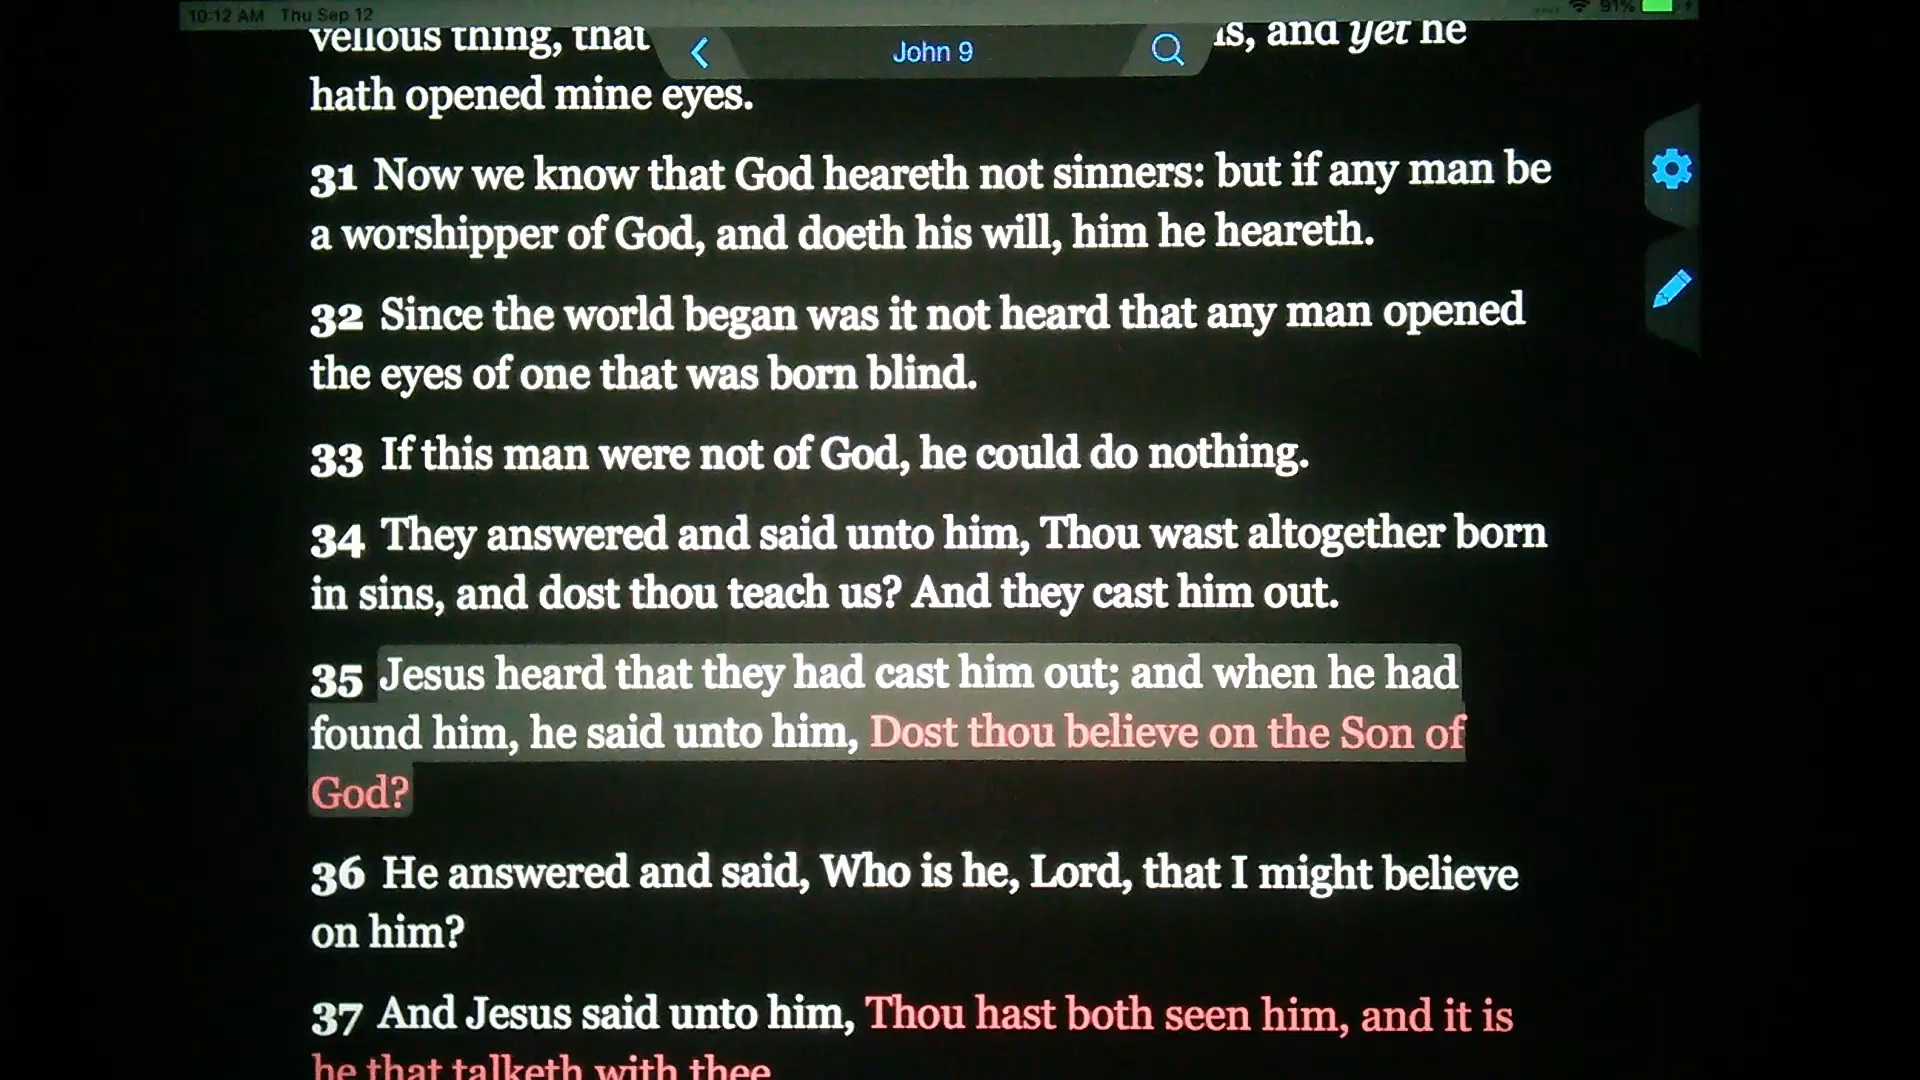 10:12 AM Thu Sep 12
91%
John 9
vellous thing, that is, and yet he
hath opened mine eyes.
31 Now we know that God heareth not sinners: but if any man be
a worshipper of God, and doeth his will, him he heareth.
32 Since the world began was it not heard that any man opened
the eyes of one that was born blind.
33 If this man were not of God, he could do nothing.
34 They answered and said unto him, Thou wast altogether born
in sins, and dost thou teach us? And they cast him out.
35 Jesus heard that they had cast him out; and when he had
found him, he said unto him, Dost thou believe on the Son of
God?
36 He answered and said, Who is he, Lord, that I might believe
on him?
37 And Jesus said unto him, Thou hast both seen him, and it is
he that talketh with thee